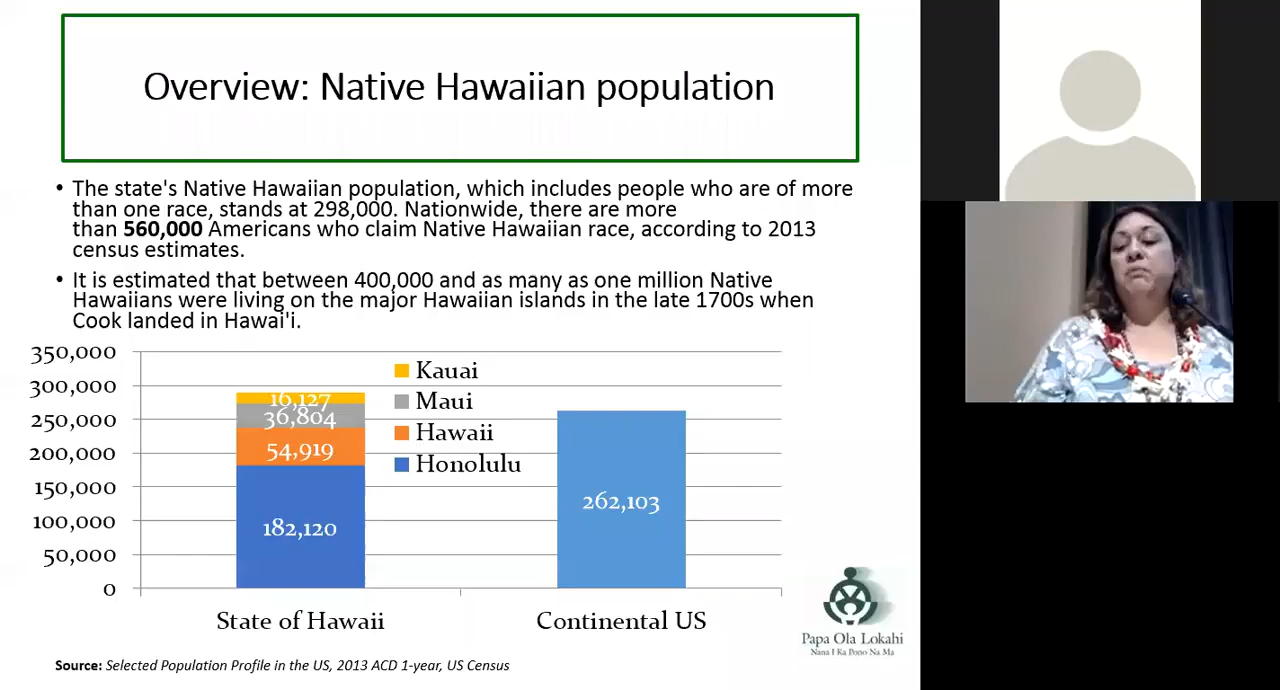 Overview: Native Hawaiian population
• The state's Native Hawaiian population, which includes people who are of more
than one race, stands at 298,000. Nationwide, there are more
than 560,000 Americans who claim Native Hawaiian race, according to 2013
census estimates.
• It is estimated that between 400,000 and as many as one million Native
Hawaiians were living on the major Hawaiian islands in the late 1700s when
Cook landed in Hawai'i.
350,000
300,000
250,000
200,000
150,000
100,000
50,000
0
Kauai
Maui
Hawaii
Honolulu
16,127
36,804
54,919
182,120
262,103
State of Hawaii
Continental US
Papa Ola Lokahi
Nana I Ka Pono Na Ma
Source: Selected Population Profile in the US, 2013 ACD 1-year, US Census